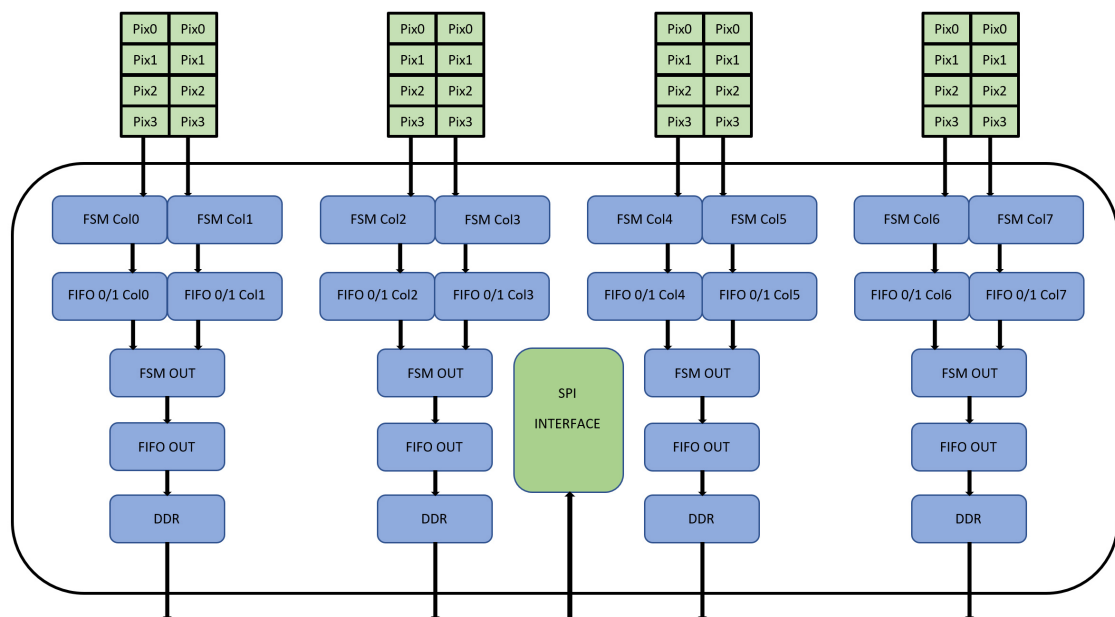 Pix0 Pix0 Pix0 Pix0 Pix0 Pix0 Pix0 Pix0
Pix1 Pix1 Pix1 Pix1 Pix1 Pix1 Pix1 Pix1
Pix2 Pix2 Pix2 Pix2 Pix2 Pix2 Pix2 Pix2
Pix3 Pix3 Pix3 Pix3 Pix3 Pix3 Pix3 Pix3
FSM Col0 FSM Col1 FSM Col2 FSM Col3 FSM Col4 FSM Col5 FSM Col6 FSM Col7
FIFO 0/1 Col0 FIFO 0/1 Col1 FIFO 0/1 Col2 FIFO 0/1 Col3 FIFO 0/1 Col4 FIFO 0/1 Col5 FIFO 0/1 Col6 FIFO 0/1 Col7
FSM OUT FSM OUT FSM OUT FSM OUT
SPI
INTERFACE
FIFO OUT FIFO OUT FIFO OUT FIFO OUT
DDR DDR DDR DDR